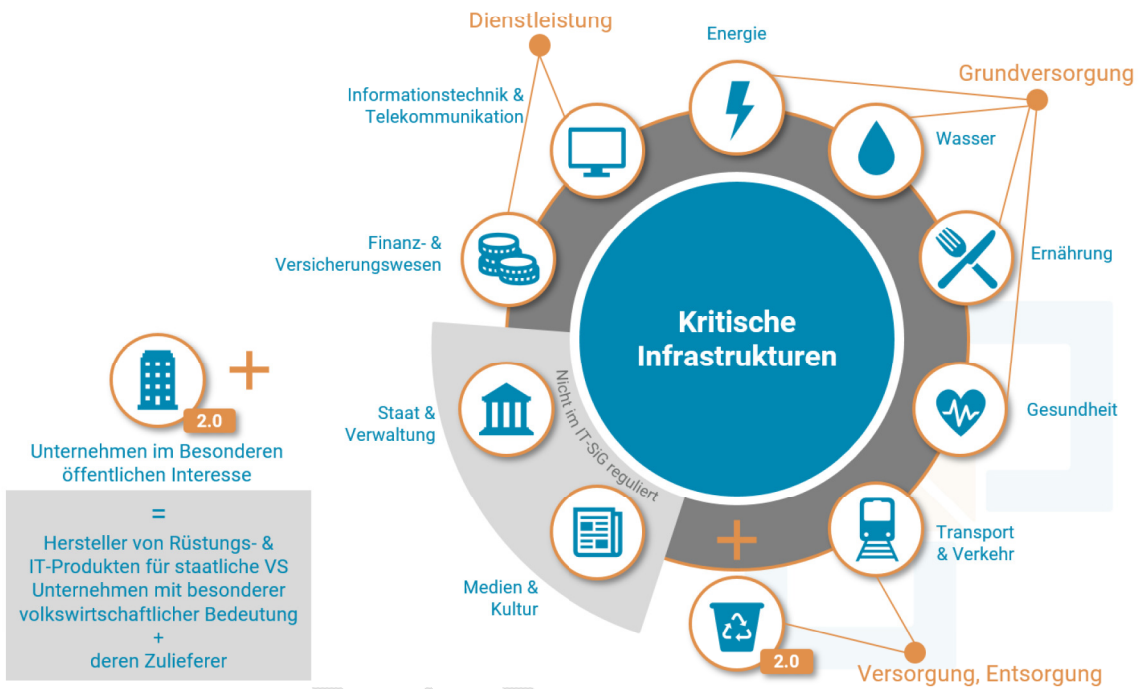 Dienstleistung
Energie
Grundversorgung
Informationstechnik &
Telekommunikation
Wasser
Finanz- &
Versicherungswesen
Ernährung
Kritische
Infrastrukturen
Nicht im IT-SiG reguliert
Staat &
Verwaltung
Gesundheit
+
2.0
Unternehmen im Besonderen
öffentlichen Interesse
=
Hersteller von Rüstungs- &
IT-Produkten für staatliche VS
Unternehmen mit besonderer
volkswirtschaftlicher Bedeutung
+
deren Zulieferer
Medien &
Kultur
+
Transport
& Verkehr
2.0
Versorgung, Entsorgung